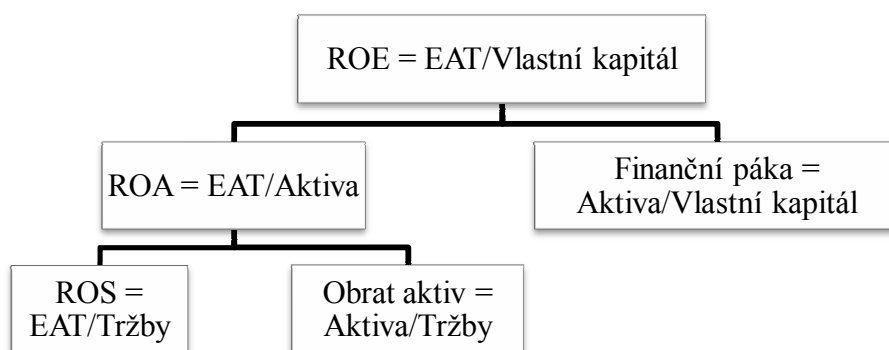 ROE = EAT/Vlastní kapitál
ROA = EAT/Aktiva
Finanční páka =
Aktiva/Vlastní kapitál
ROS =
EAT/Tržby
Obrat aktiv =
Aktiva/Tržby